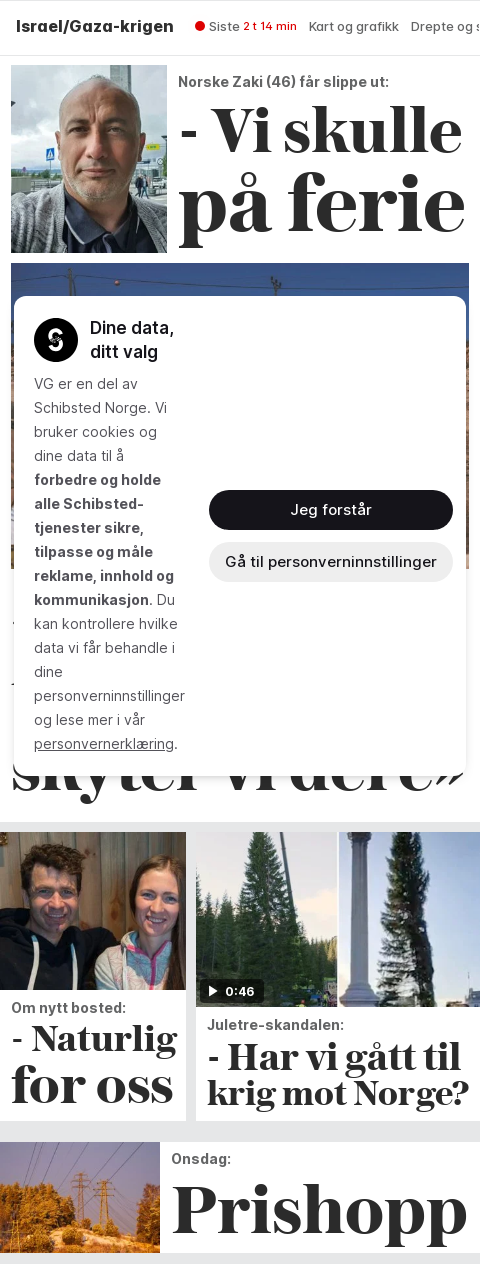 Israel/Gaza-krigen
Siste 2 t 14 min
Kart og grafikk
Drepte og s
Norske Zaki (46) får slippe ut:
- Vi skulle
på ferie
Dine data,
ditt valg
VG er en del av
Schibsted Norge. Vi
bruker cookies og
dine data til å
forbedre og holde
alle Schibsted-
tjenester sikre,
tilpasse og måle
reklame, innhold og
kommunikasjon. Du
kan kontrollere hvilke
data vi får behandle i
dine
personverninnstillinger
og lese mer i vår
personvernerklæring.
Jeg forstår
Gå til personverninnstillinger
skyter vi dere»
0:46
Om nytt bosted:
- Naturlig
for oss
Juletre-skandalen:
- Har vi gått til
krig mot Norge?
Onsdag:
Prishopp